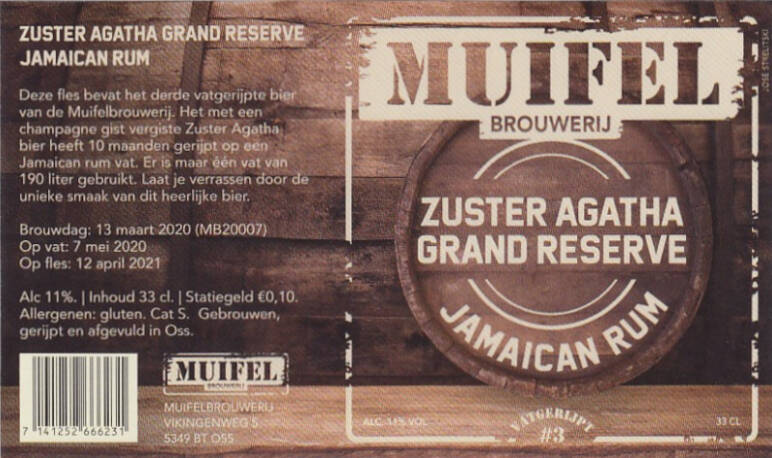 ZUSTER AGATHA GRAND RESERVE
JAMAICAN RUM
Deze fles bevat het derde vatgerijpte bier
van de Muifelbrouwerij. Het met een
champagne gist vergiste Zuster Agatha
bier heeft 10 maanden gerijpt op een
Jamaican rum vat. Er is maar één vat van
190 liter gebruikt. Laat je verrassen door de
unieke smaak van dit heerlijke bier.
Brouwdag: 13 maart 2020 (MB20007)
Op vat: 7 mei 2020
Op fles: 12 april 2021
Alc 11%. | Inhoud 33 cl. | Statiegeld €0,10.
Allergenen: gluten. Cat S. Gebrouwen,
gerijpt en afgevuld in Oss.
7 141252 666231
MUIFEL
BROUWERIJ
MUIFELBROUWERIJ
VIKINGENWEG 5
5349 BT OSS
MUIFEL
BROUWERIJ
ZUSTER AGATHA
GRAND RESERVE
JAMAICAN RUM
ALC. 11% VOL
VATGERIJPT
#3
33 CL
JOSÉ STRELITSKI